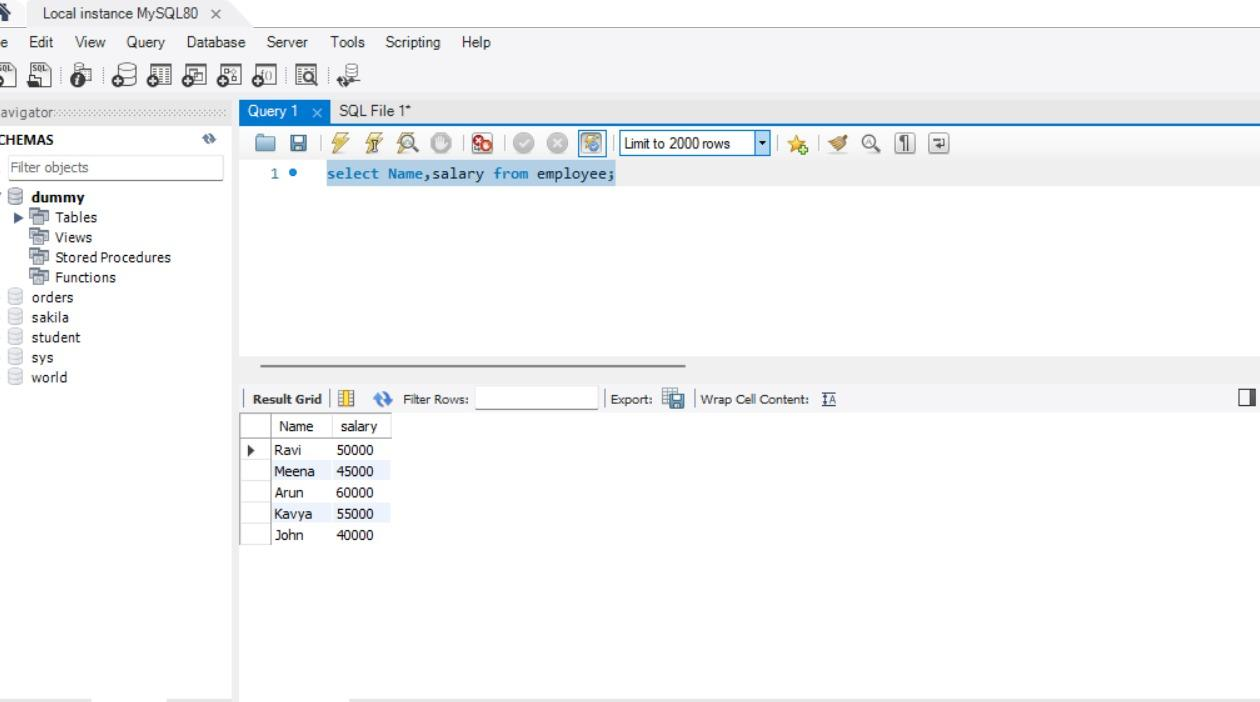 Local instance MySQL80
e Edit View Query Database Server Tools Scripting Help
avigator
Query 1 SQL File 1*
CHEMAS
Limit to 2000 rows
Filter objects
1 select Name,salary from employee;
dummy
Tables
Views
Stored Procedures
Functions
orders
sakila
student
sys
world
Result Grid Filter Rows: Export: Wrap Cell Content:
Name salary
Ravi 50000
Meena 45000
Arun 60000
Kavya 55000
John 40000